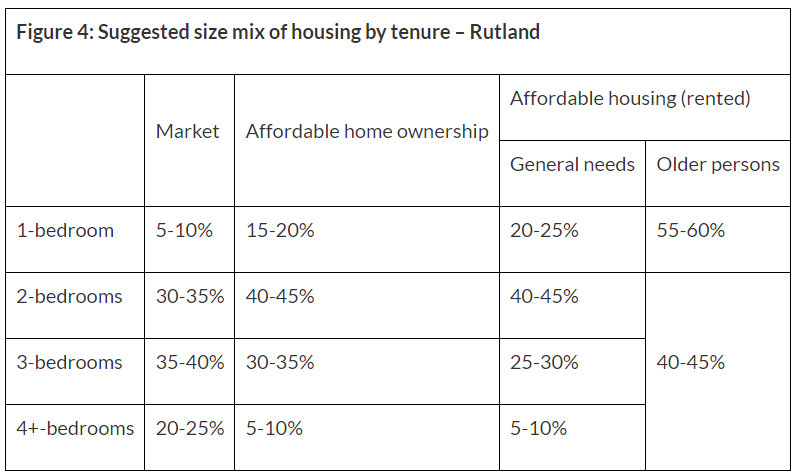 Figure 4: Suggested size mix of housing by tenure – Rutland
Market Affordable home ownership Affordable housing (rented)
General needs Older persons
1-bedroom 5-10% 15-20% 20-25% 55-60%
2-bedrooms 30-35% 40-45% 40-45%
3-bedrooms 35-40% 30-35% 25-30% 40-45%
4+-bedrooms 20-25% 5-10% 5-10%